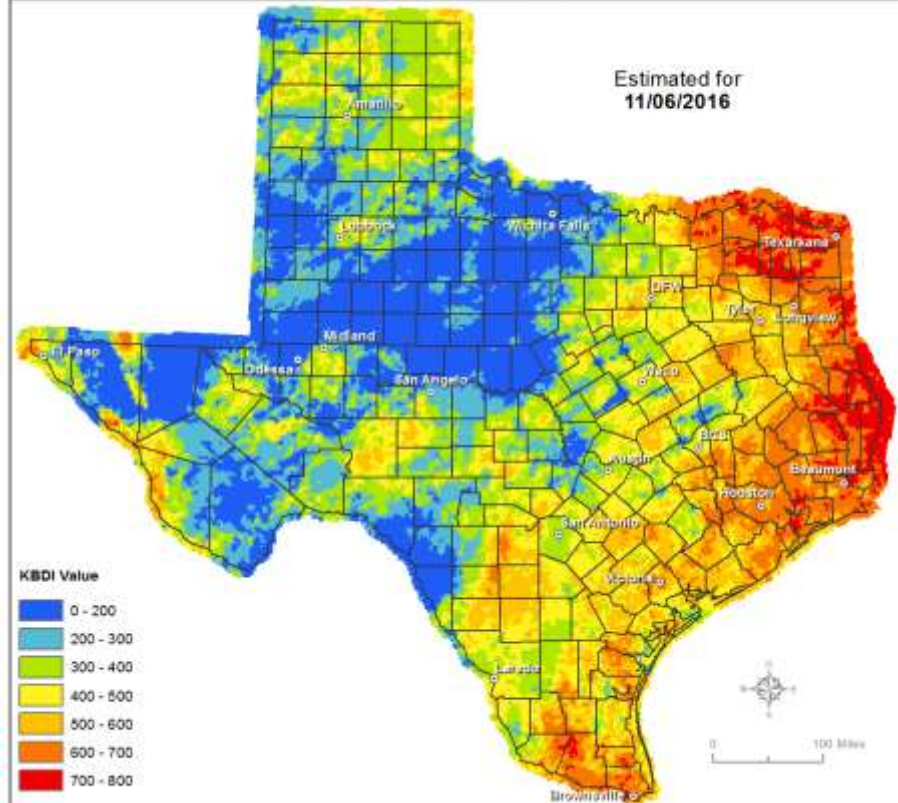 Estimated for
11/06/2016
Amarillo
Lubbock
Wichita Falls
Texarkana
DFW
Tyler
Longview
El Paso
Midland
Odessa
San Angelo
Waco
BCS
Austin
Beaumont
Houston
San Antonio
Victoria
Laredo
Brownsville
KBDI Value
0 - 200
200 - 300
300 - 400
400 - 500
500 - 600
600 - 700
700 - 800
N
W
E
S
0
100 Miles